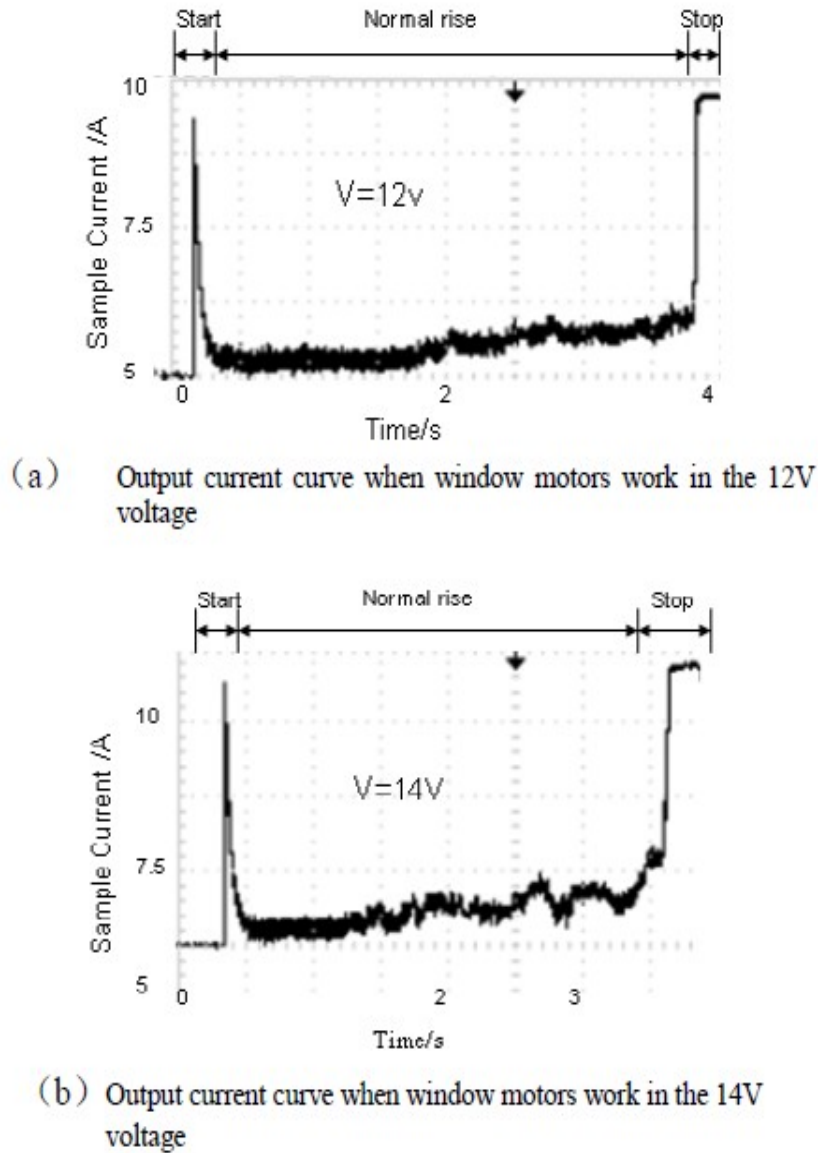 Start Normal rise Stop
10
V=12v
7.5
5
Sample Current /A
0 2 4
Time/s
(a) Output current curve when window motors work in the 12V
voltage
Start Normal rise Stop
10
V=14V
7.5
5
Sample Current /A
0 2 3
Time/s
(b) Output current curve when window motors work in the 14V
voltage